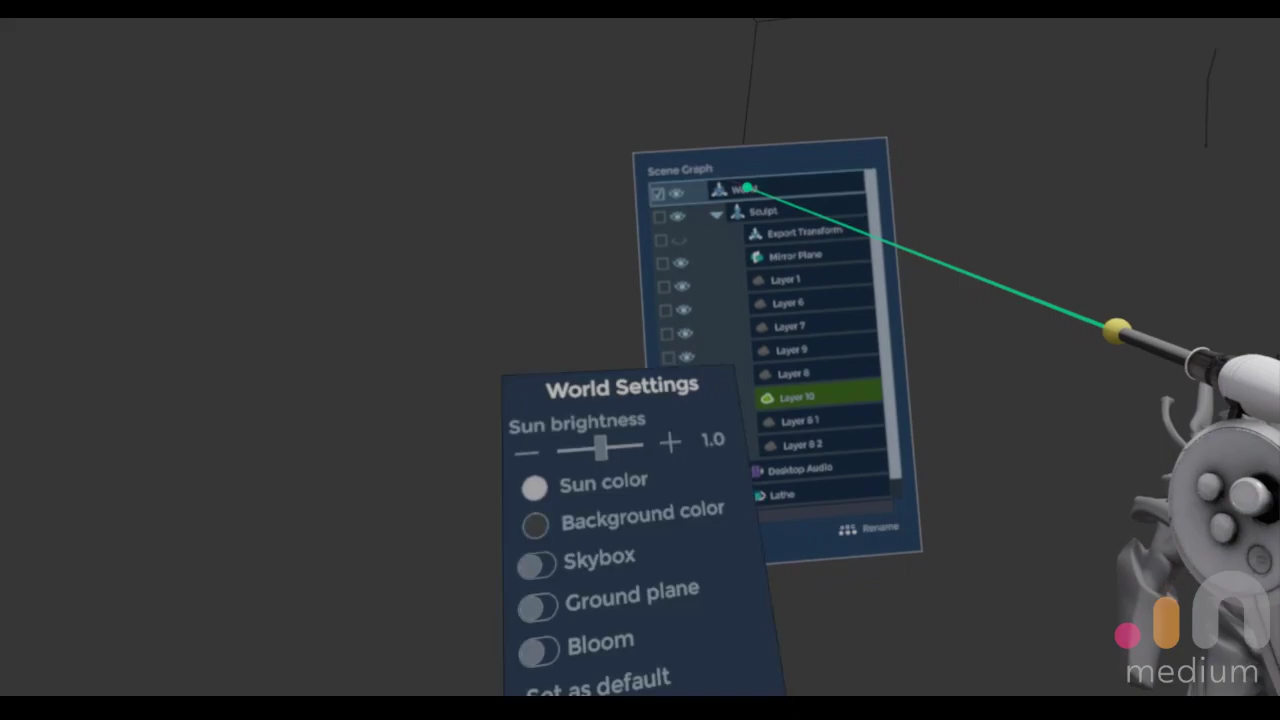 Scene Graph
World
Sculpt
Export Transform
Mirror Plane
Layer 1
Layer 6
Layer 7
Layer 9
Layer 8
Layer 10
Layer 8 1
Layer 8 2
Desktop Audio
Lathe
Rename
World Settings
Sun brightness
1.0
Sun color
Background color
Skybox
Ground plane
Bloom
Set as default
medium